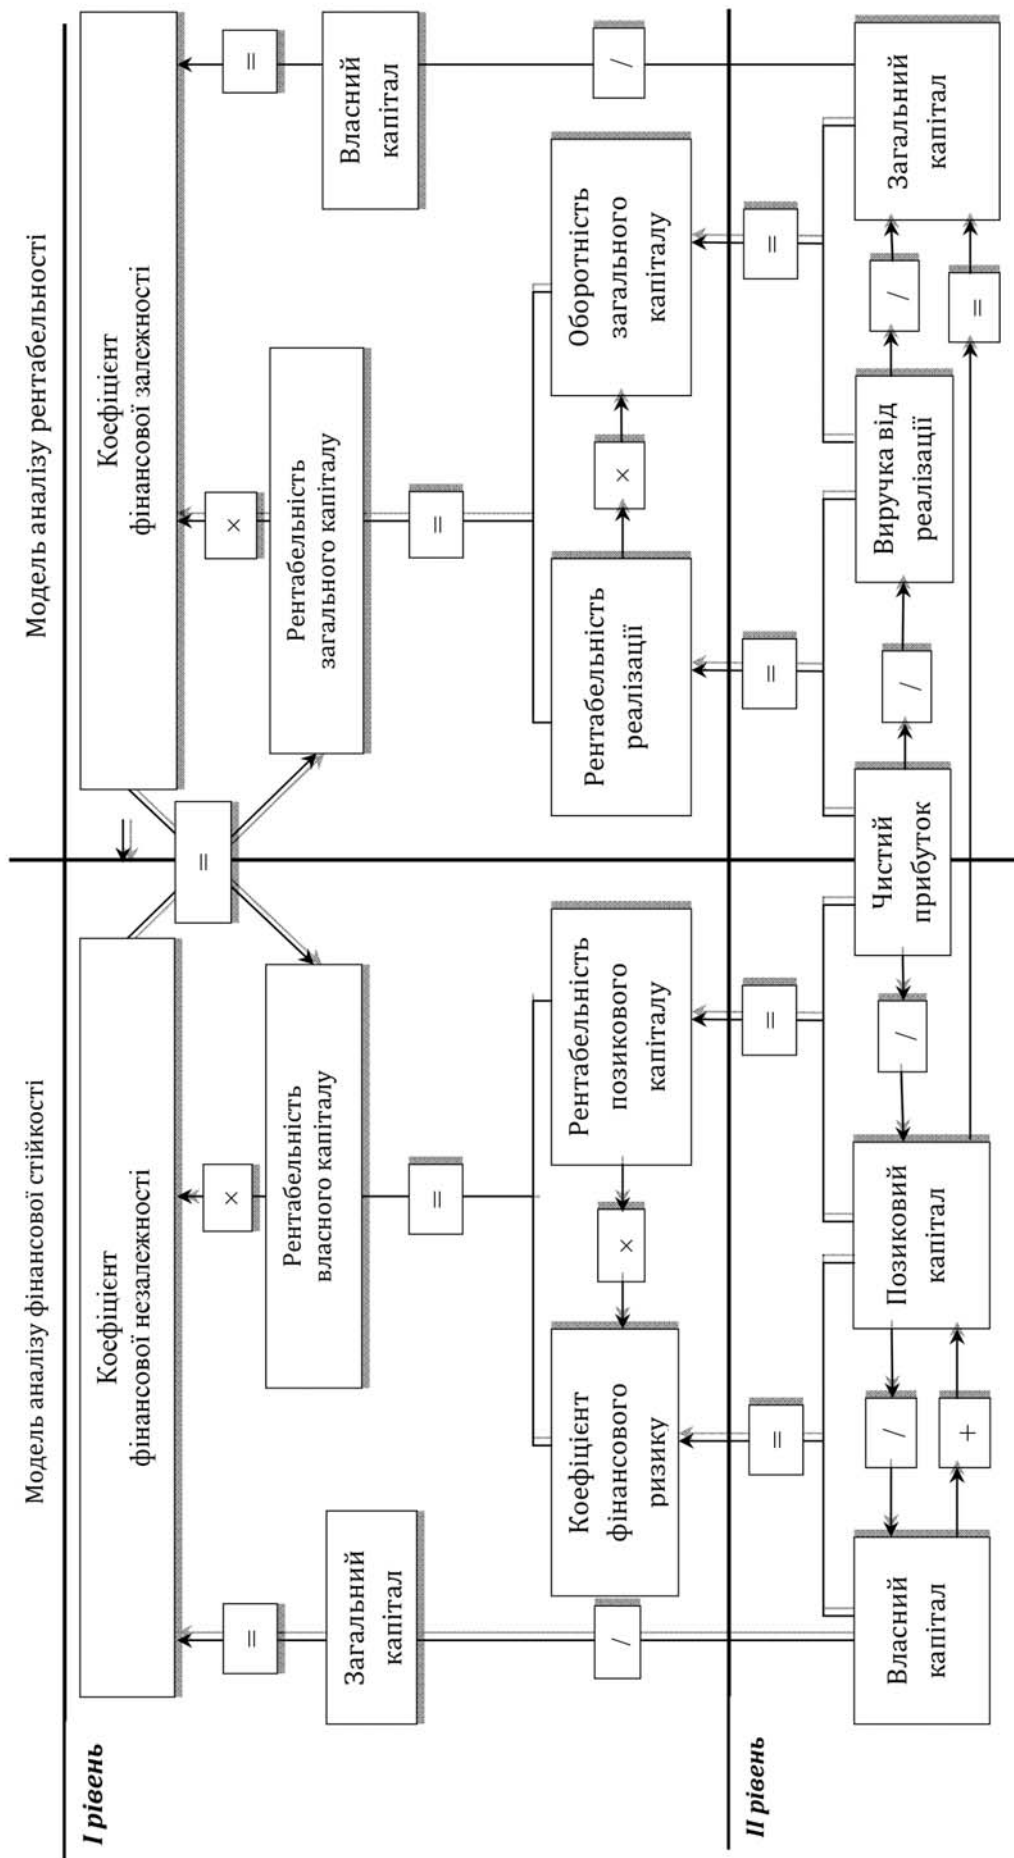 Модель аналізу фінансової стійкості
Модель аналізу рентабельності
І рівень
Коефіцієнт
фінансової незалежності
Коефіцієнт
фінансової залежності
=
=
×
×
=
Загальний
капітал
Рентабельність
власного капіталу
Рентабельність
загального капіталу
Власний
капітал
=
=
/
Коефіцієнт
фінансового
ризику
×
Рентабельність
позикового
капіталу
Рентабельність
реалізації
×
Оборотність
загального
капіталу
/
ІІ рівень
=
=
=
=
Власний
капітал
/
+
Позиковий
капітал
/
Чистий
прибуток
/
Виручка від
реалізації
/
=
Загальний
капітал